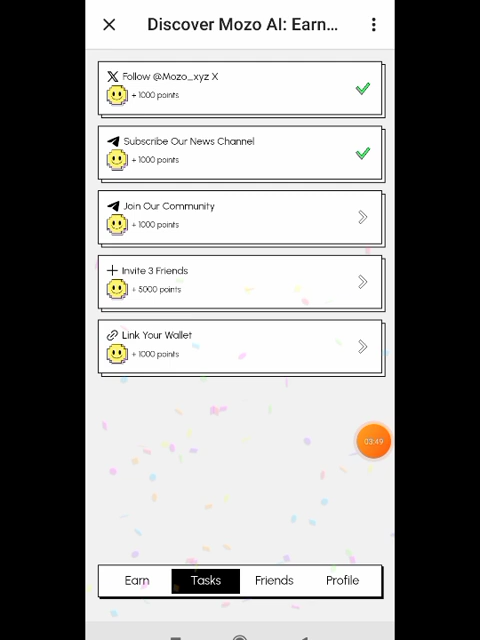 Discover Mozo AI: Earn...
Follow @Mozo_xyz X
+ 1000 points
Subscribe Our News Channel
+ 1000 points
Join Our Community
+ 1000 points
Invite 3 Friends
+ 5000 points
Link Your Wallet
+ 1000 points
03:49
Earn Tasks Friends Profile